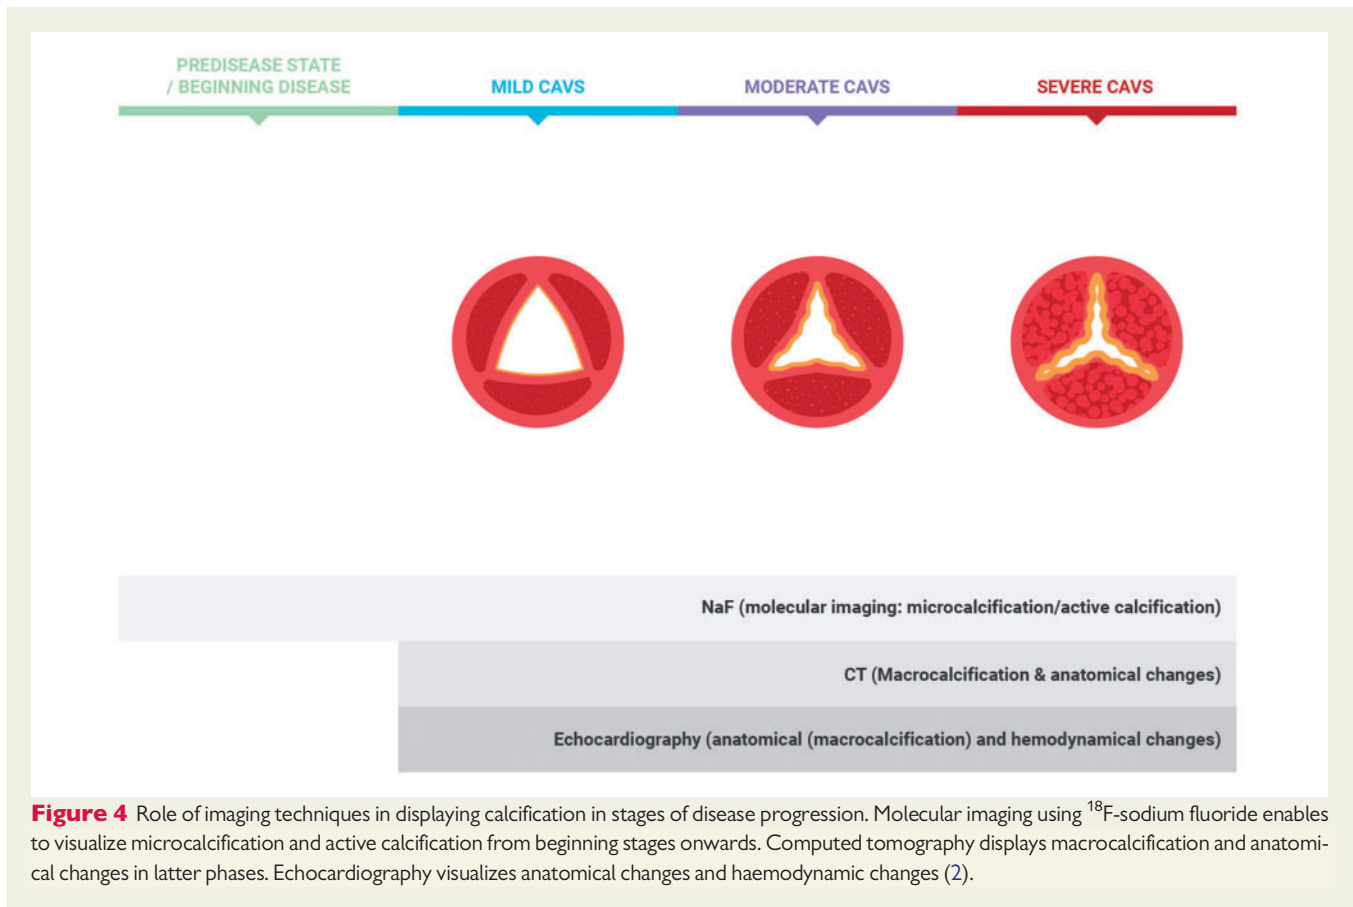 PREDISEASE STATE
/ BEGINNING DISEASE
MILD CAVS
MODERATE CAVS
SEVERE CAVS
NaF (molecular imaging: microcalcification/active calcification)
CT (Macrocalcification & anatomical changes)
Echocardiography (anatomical (macrocalcification) and hemodynamical changes)
Figure 4 Role of imaging techniques in displaying calcification in stages of disease progression. Molecular imaging using ¹⁸F-sodium fluoride enables
to visualize microcalcification and active calcification from beginning stages onwards. Computed tomography displays macrocalcification and anatomi-
cal changes in latter phases. Echocardiography visualizes anatomical changes and haemodynamic changes (2).